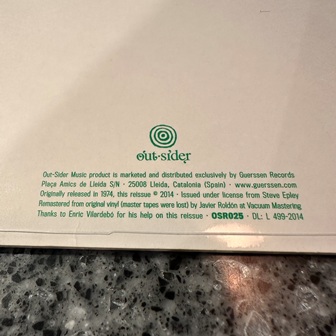 out·sider
Out-Sider Music product is marketed and distributed exclusively by Guerssen Records
Plaça Amics de Lleida S/N · 25008 Lleida, Catalonia (Spain) · www.guerssen.com
Originally released in 1974, this reissue ℗ 2014 · Issued under license from Steve Epley
Remastered from original vinyl (master tapes were lost) by Javier Roldón at Vacuum Mastering
Thanks to Enric Vilardebó for his help on this reissue · OSR025 · DL: L 499-2014